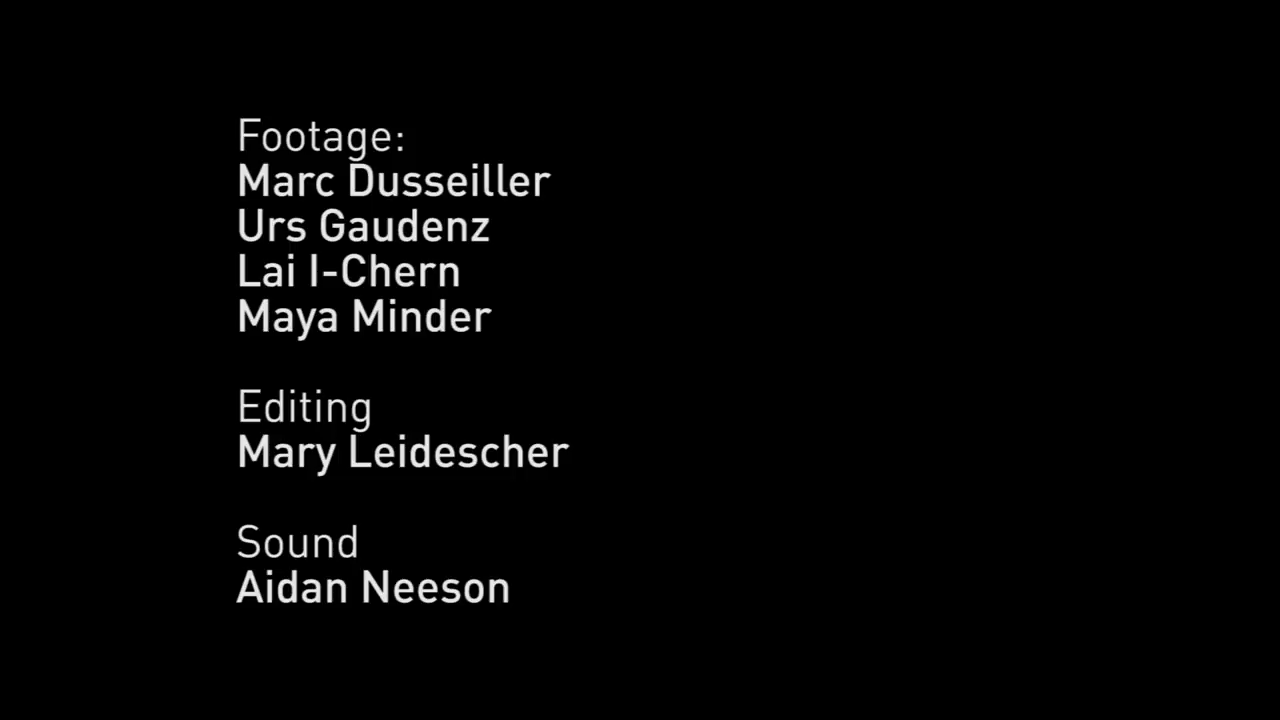 Footage:
Marc Dusseiller
Urs Gaudenz
Lai I-Chern
Maya Minder
Editing
Mary Leidescher
Sound
Aidan Neeson